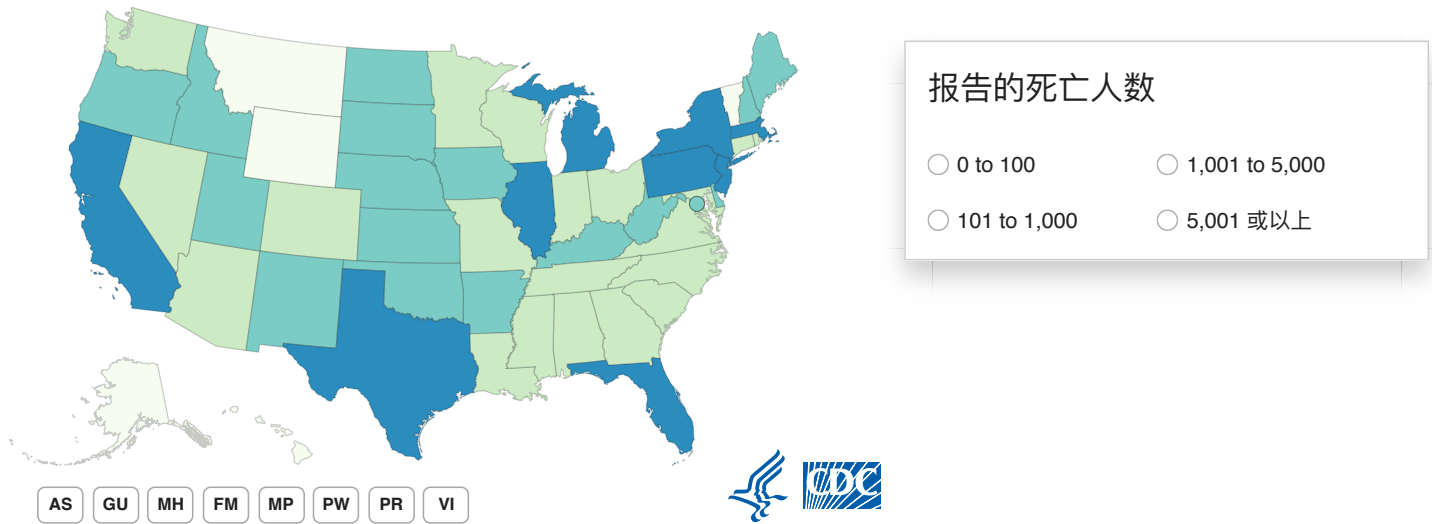 报告的死亡人数
0 to 100
1,001 to 5,000
101 to 1,000
5,001 或以上
AS GU MH FM MP PW PR VI
CDC